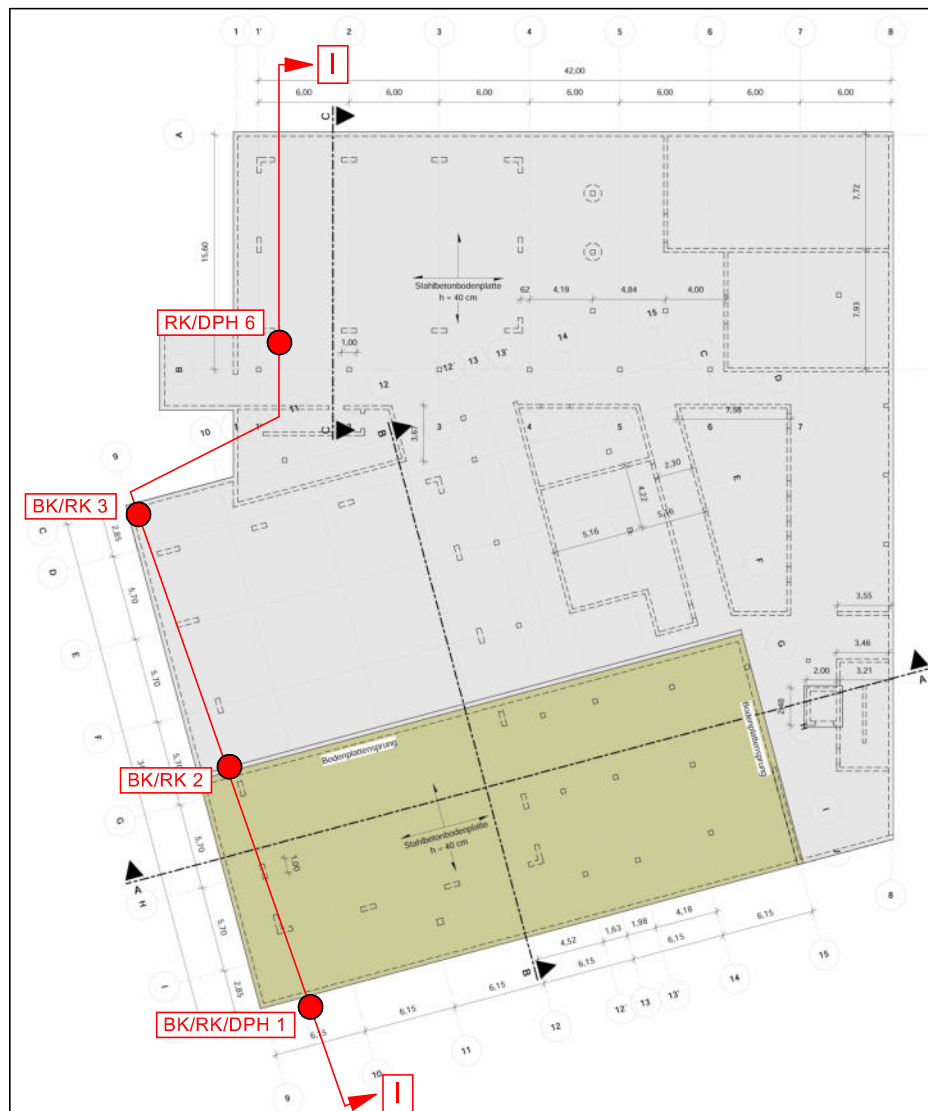 1 1' 2 3 4 5 6 7 8
I
42,00
6,00 6,00 6,00 6,00 6,00 6,00 6,00
C
A
15,60
7,72
Stahlbetonbodenplatte
h = 40 cm
62 4,19 4,84 4,00
7,93
15
14
RK/DPH 6
1,00
13'
13
12'
C
D
B
12
11
7,58
3,67
10
1' C 2 B 3 4 5 6 7
9
BK/RK 3
2,30
E
4,22
5,56
5,16
C
2,85
D
5,70
F
3,55
E
G
3,46
5,70
2,00 3,21
A
2,48
F
Bodenplattensprung
Bodenplattensprung
5,70
BK/RK 2
G
I
Stahlbetonbodenplatte
h = 40 cm
5,70
1,00
A
H
8
5,70
4,52 1,63 1,98 4,18
6,15
I
2,85
B
6,15 6,15 6,15 6,15 6,15
15
14
BK/RK/DPH 1
13'
13
12'
12
11
10
9
I